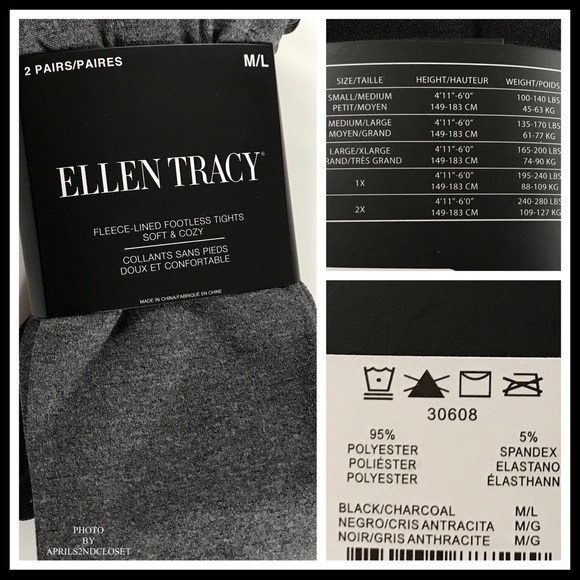 2 PAIRS/PAIRES M/L
ELLEN TRACY®
FLEECE-LINED FOOTLESS TIGHTS
SOFT & COZY
COLLANTS SANS PIEDS
DOUX ET CONFORTABLE
MADE IN CHINA/FABRIQUÉ EN CHINE
PHOTO
BY
APRILS2NDCLOSET
SIZE/TAILLE HEIGHT/HAUTEUR WEIGHT/POIDS
SMALL/MEDIUM 4'11"-6'0" 100-140 LBS
PETIT/MOYEN 149-183 CM 45-63 KG
MEDIUM/LARGE 4'11"-6'0" 135-170 LBS
MOYEN/GRAND 149-183 CM 61-77 KG
LARGE/XLARGE 4'11"-6'0" 165-200 LBS
RAND/TRÈS GRAND 149-183 CM 74-90 KG
1X 4'11"-6'0" 195-240 LBS
149-183 CM 88-109 KG
2X 4'11"-6'0" 240-280 LBS
149-183 CM 109-127 KG
30608
95% 5%
POLYESTER SPANDEX
POLIÉSTER ELASTANO
POLYESTER ÉLASTHANN
BLACK/CHARCOAL M/L
NEGRO/CRIS ANTRACITA M/G
NOIR/GRIS ANTHRACITE M/G